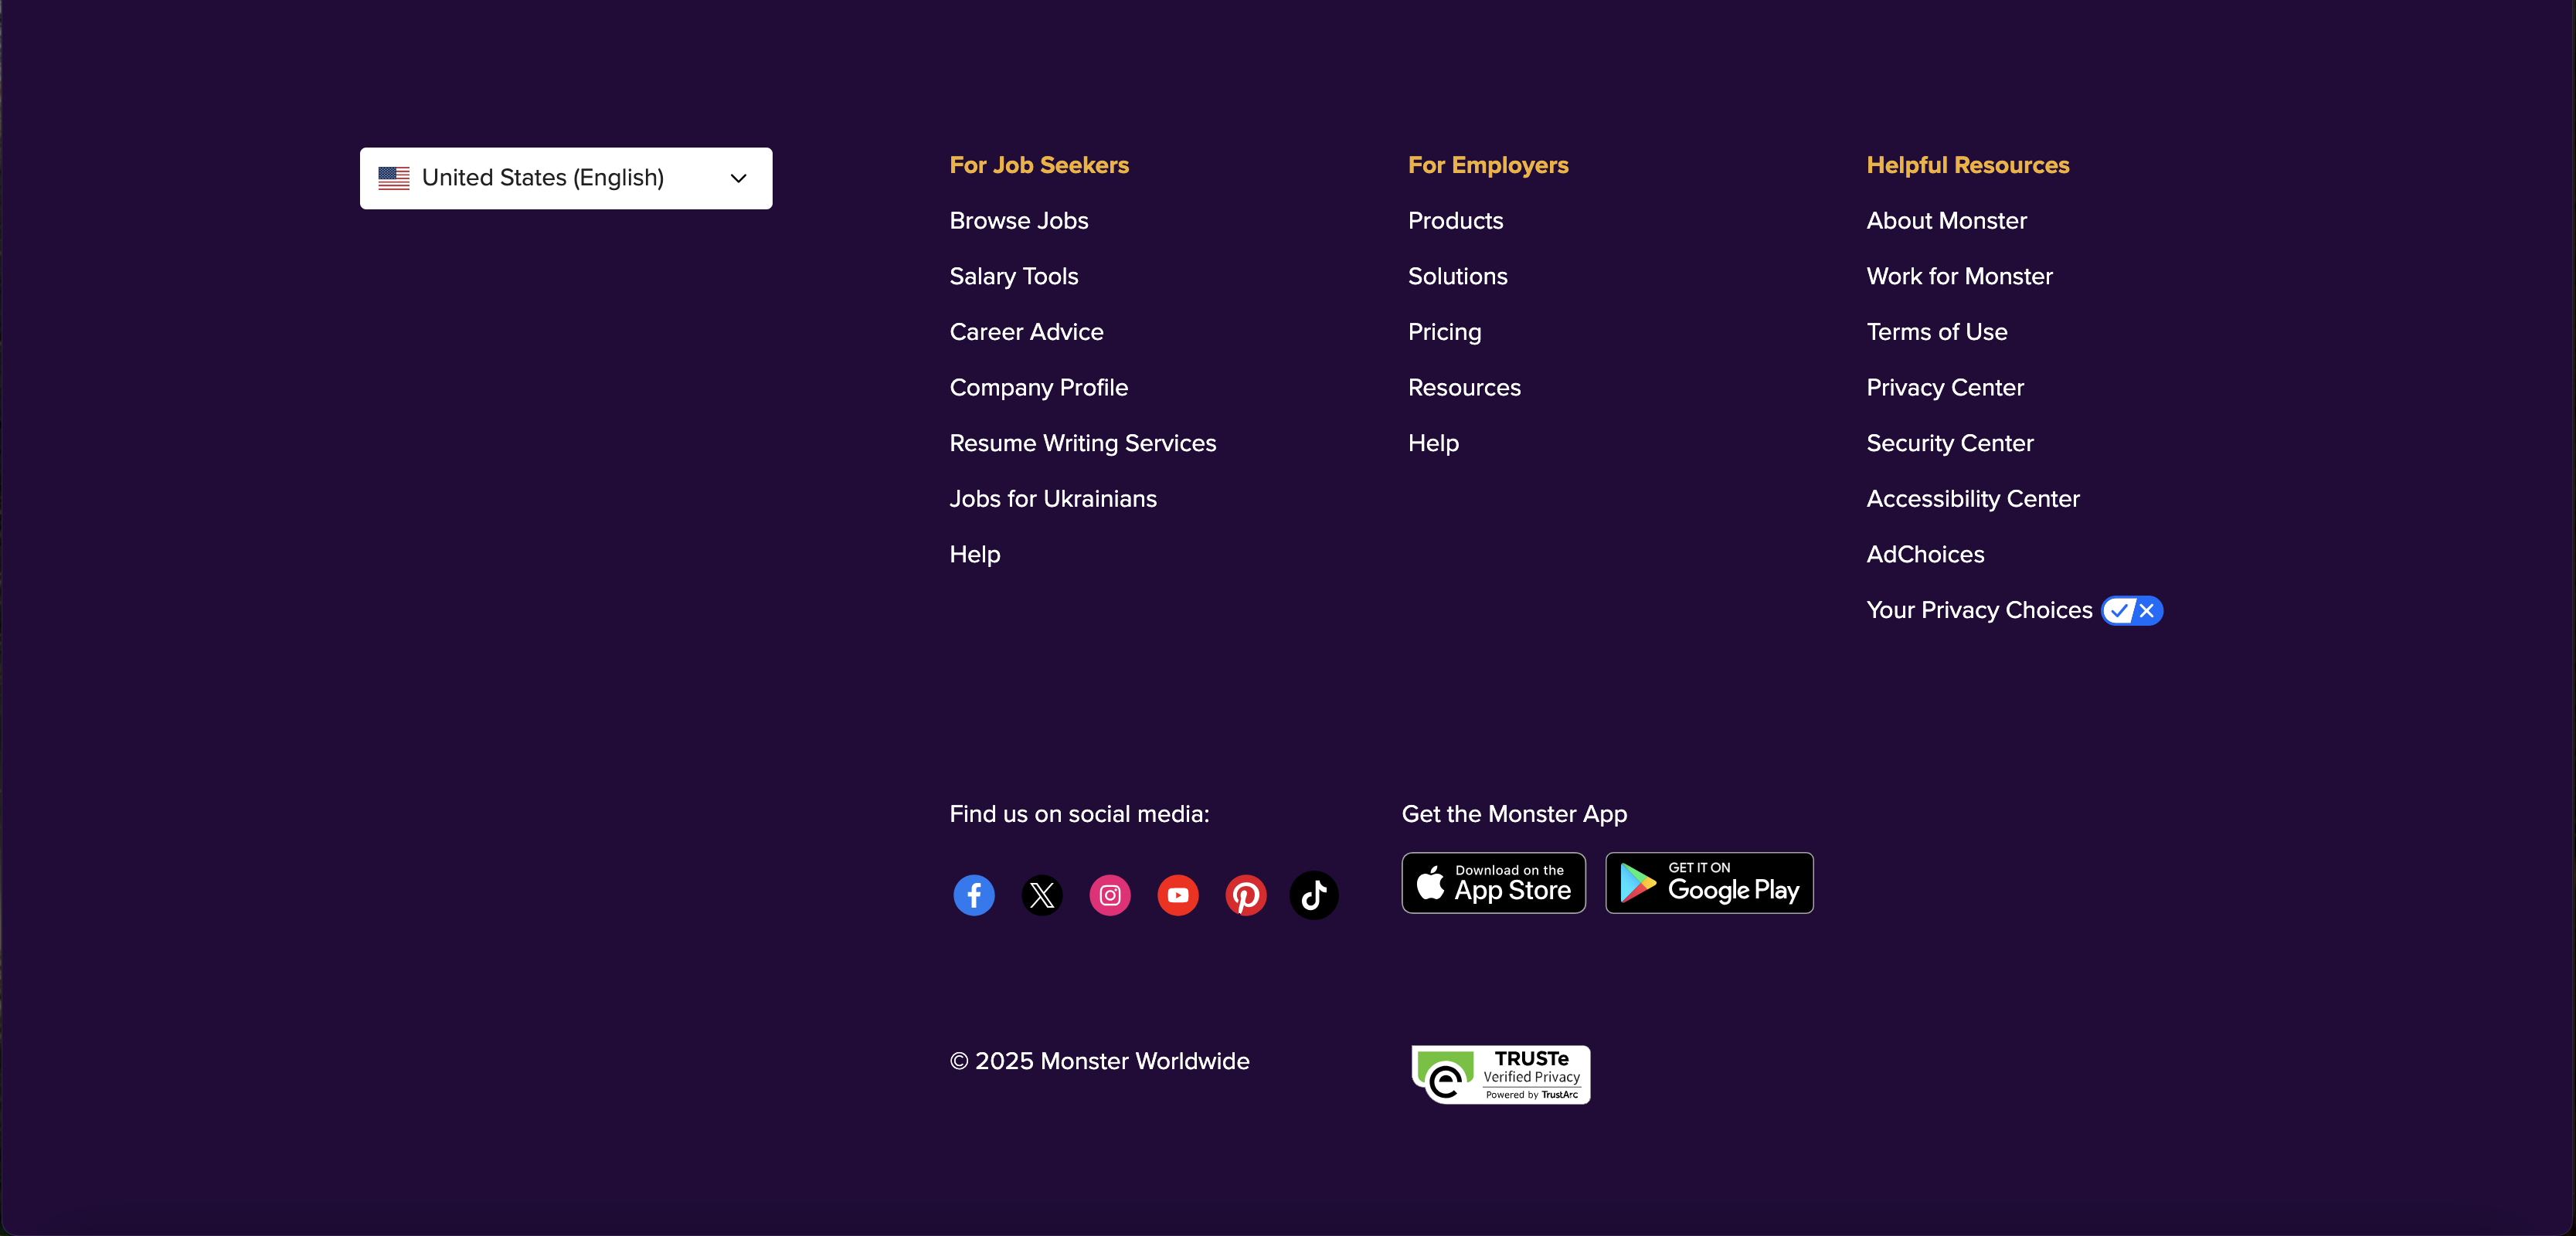 United States (English)
For Job Seekers
Browse Jobs
Salary Tools
Career Advice
Company Profile
Resume Writing Services
Jobs for Ukrainians
Help
For Employers
Products
Solutions
Pricing
Resources
Help
Helpful Resources
About Monster
Work for Monster
Terms of Use
Privacy Center
Security Center
Accessibility Center
AdChoices
Your Privacy Choices
Find us on social media:
Get the Monster App
Download on the
App Store
GET IT ON
Google Play
© 2025 Monster Worldwide
TRUSTe
Verified Privacy
Powered by TrustArc